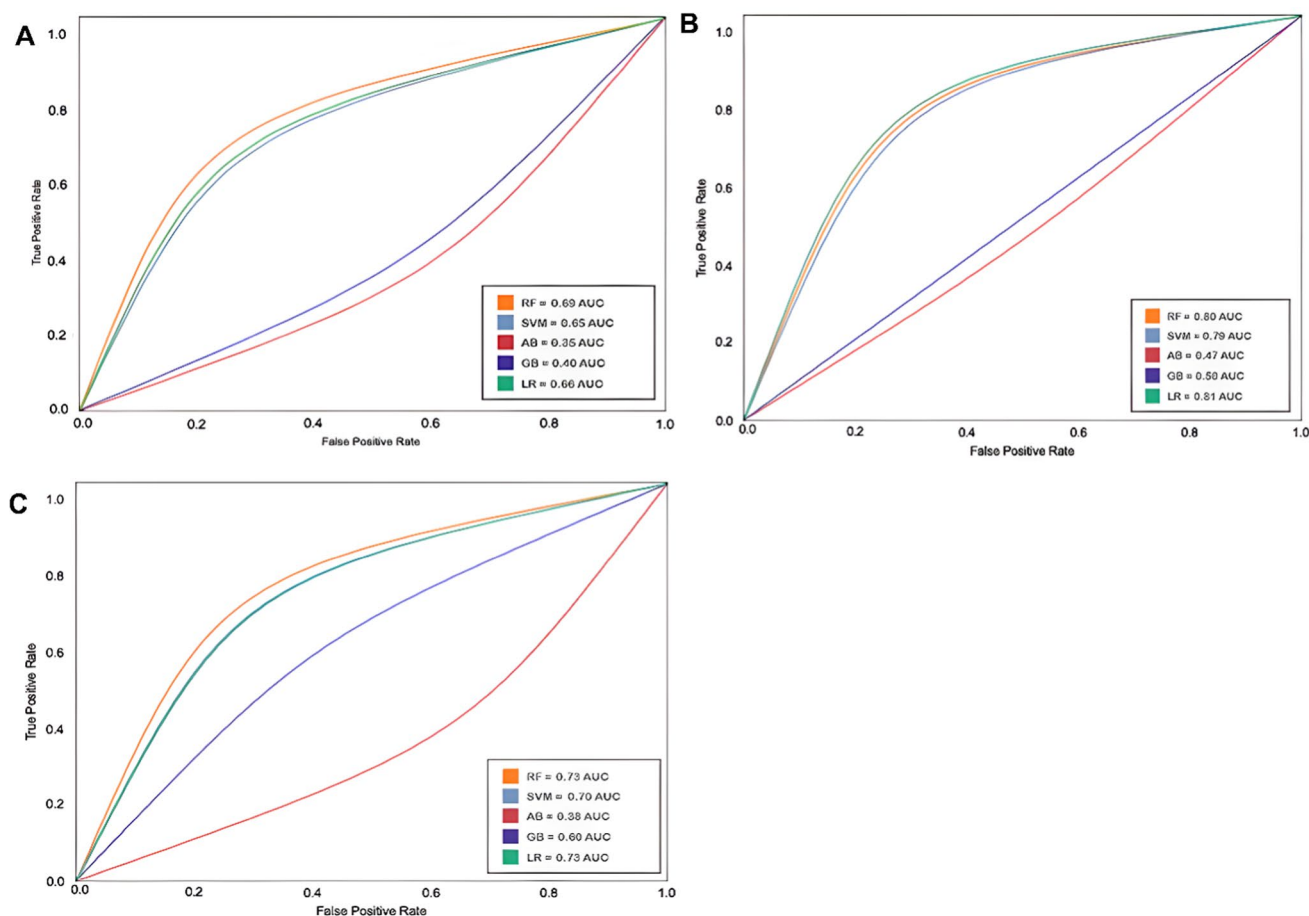 A
True Positive Rate
1.0
0.8
0.6
0.4
0.2
0.0
RF = 0.69 AUC
SVM = 0.65 AUC
AB = 0.35 AUC
GB = 0.40 AUC
LR = 0.66 AUC
0.0 0.2 0.4 0.6 0.8 1.0
False Positive Rate
B
True Positive Rate
1.0
0.8
0.6
0.4
0.2
0.0
RF = 0.80 AUC
SVM = 0.79 AUC
AB = 0.47 AUC
GB = 0.50 AUC
LR = 0.81 AUC
0.0 0.2 0.4 0.6 0.8 1.0
False Positive Rate
C
True Positive Rate
1.0
0.8
0.6
0.4
0.2
0.0
RF = 0.73 AUC
SVM = 0.70 AUC
AB = 0.38 AUC
GB = 0.60 AUC
LR = 0.73 AUC
0.0 0.2 0.4 0.6 0.8 1.0
False Positive Rate